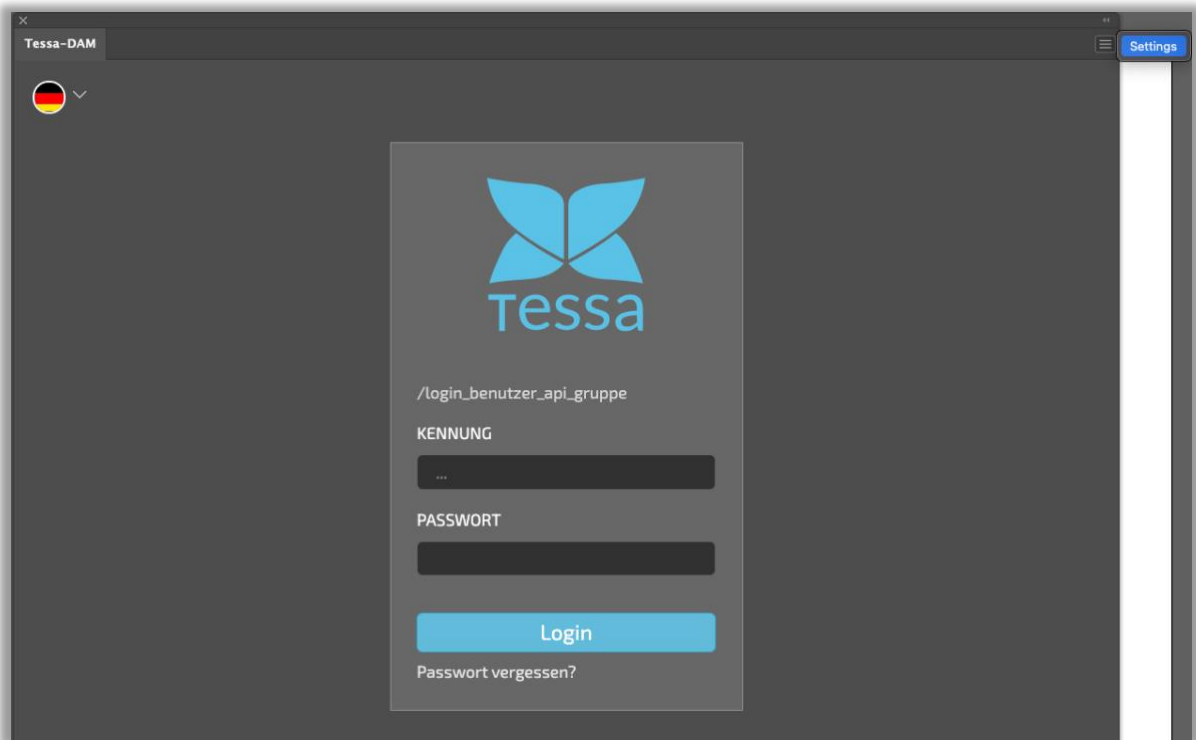 Tessa-DAM
Settings
Tessa
/login_benutzer_api_gruppe
KENNUNG
...
PASSWORT
Login
Passwort vergessen?